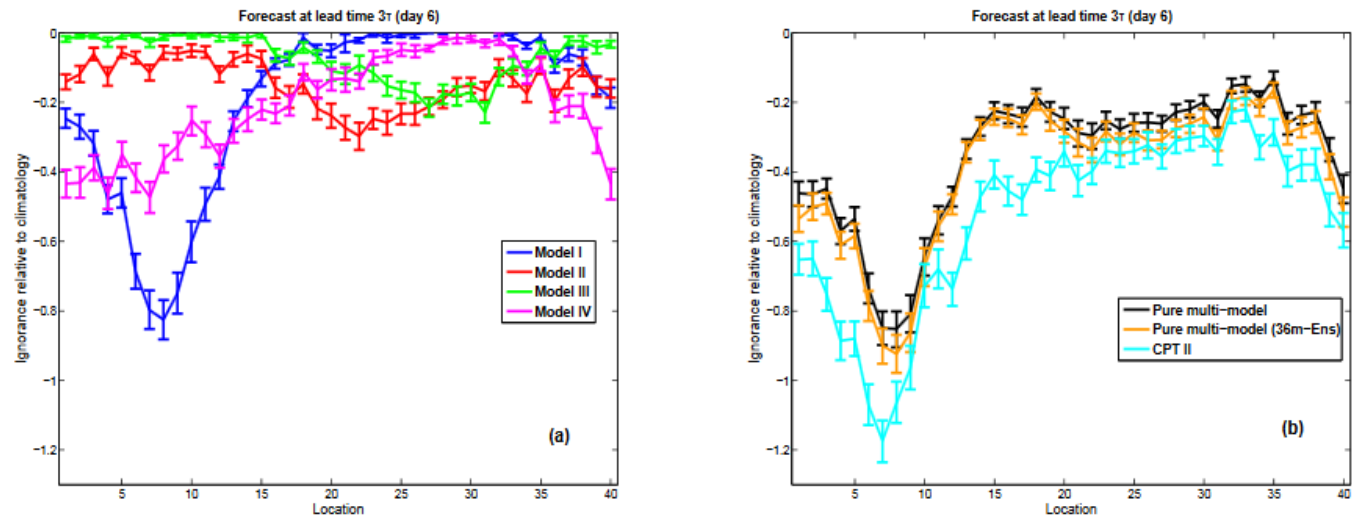 Forecast at lead time 3τ (day 6)
0
−0.2
−0.4
−0.6
−0.8
−1
−1.2
Ignorance relative to climatology
Model I
Model II
Model III
Model IV
(a)
5 10 15 20 25 30 35 40
Location
Forecast at lead time 3τ (day 6)
0
−0.2
−0.4
−0.6
−0.8
−1
−1.2
Ignorance relative to climatology
Pure multi−model
Pure multi−model (36m−Ens)
CPT II
(b)
5 10 15 20 25 30 35 40
Location